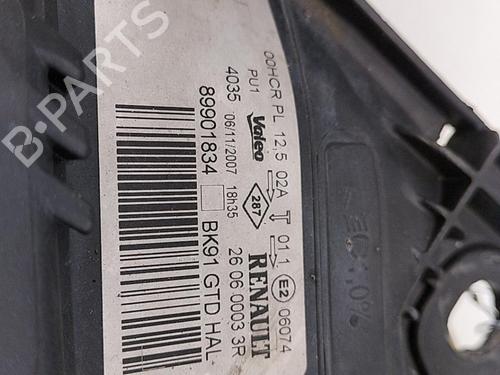 B-PARTS
00HCR PL 12,5 02A 01 1 E2 06074
PU1 Valeo 287 RENAULT
4035 06/11/2007 18h35 26 06 0003 3R
89901834 BK91 GTD HAL